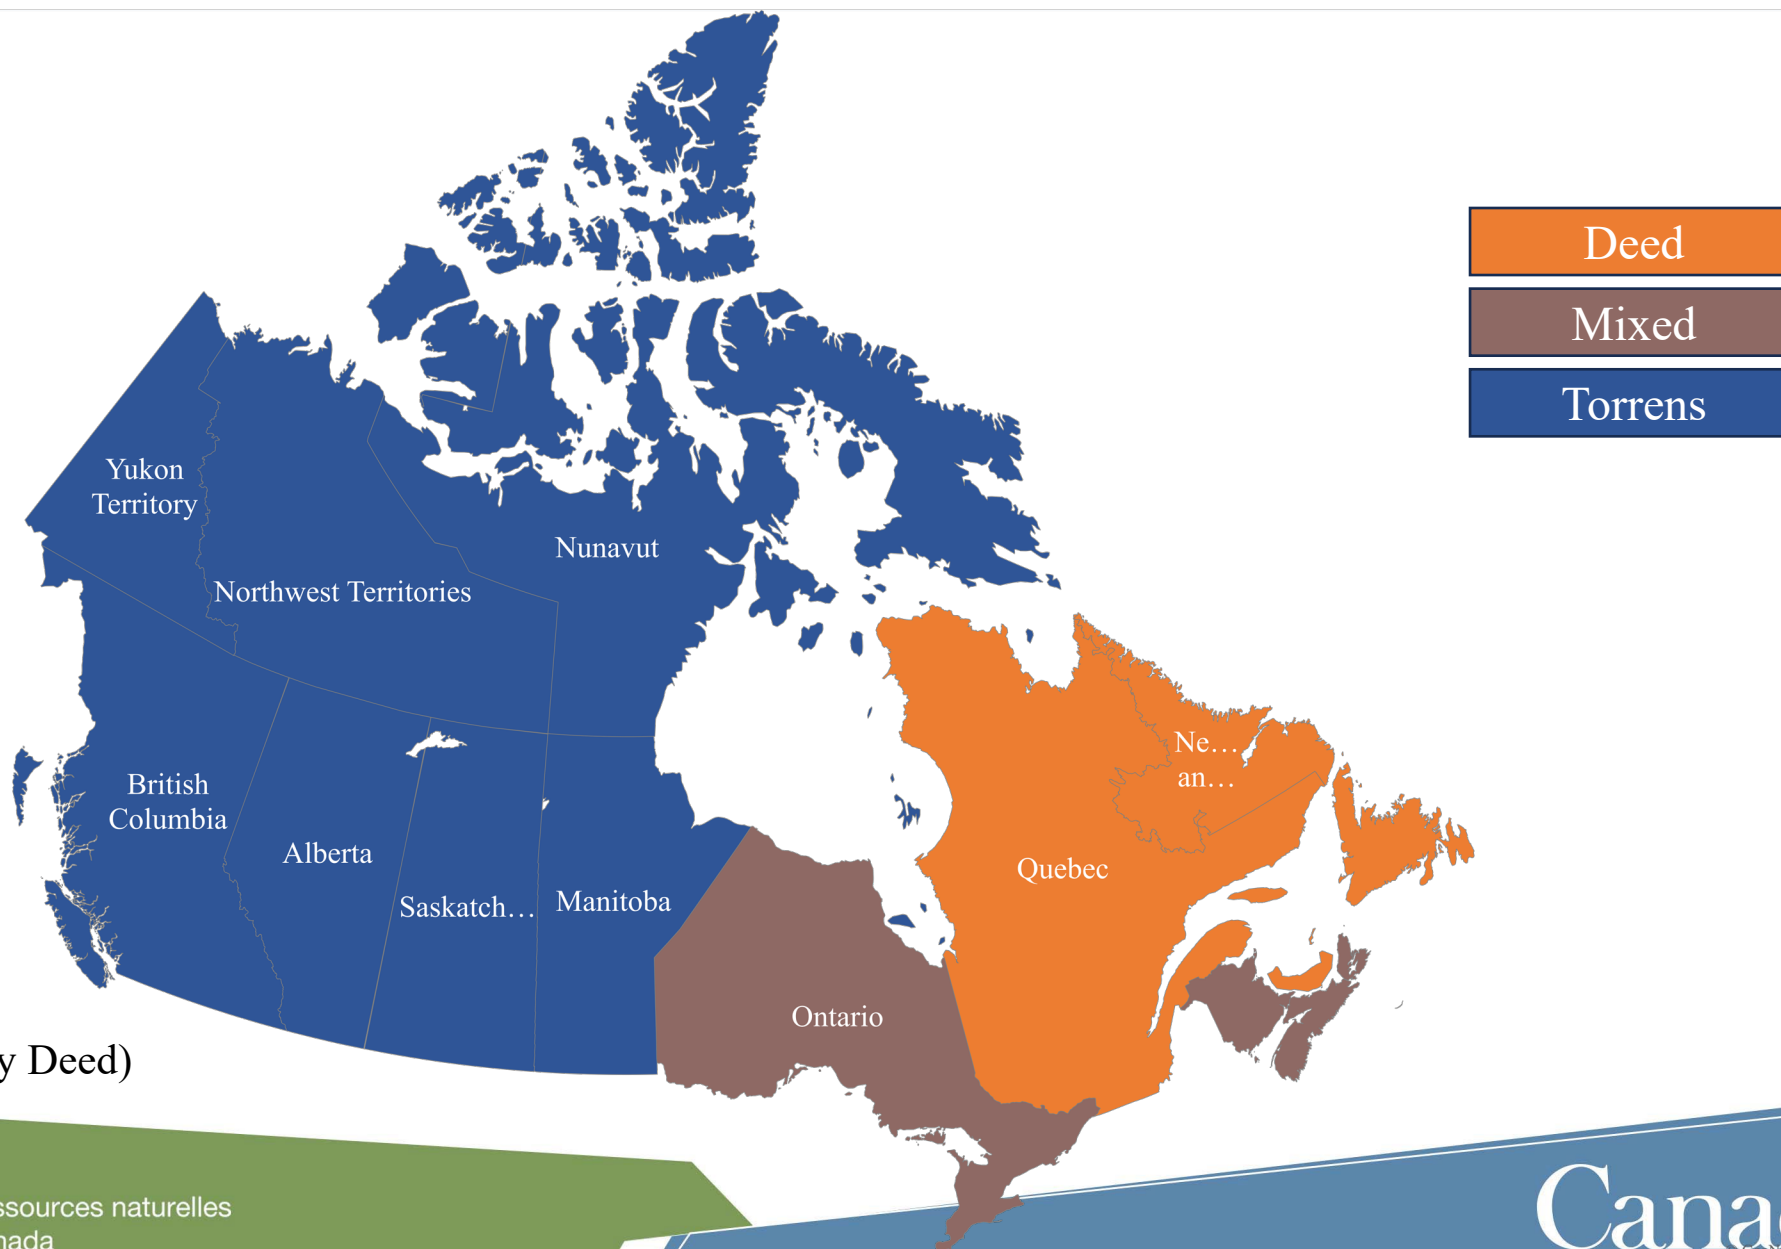 Deed
Mixed
Torrens
Yukon
Territory
Nunavut
Northwest Territories
Ne…
an…
British
Columbia
Alberta
Quebec
Saskatch…
Manitoba
Ontario
y Deed)
ssources naturelles
nada
Cana